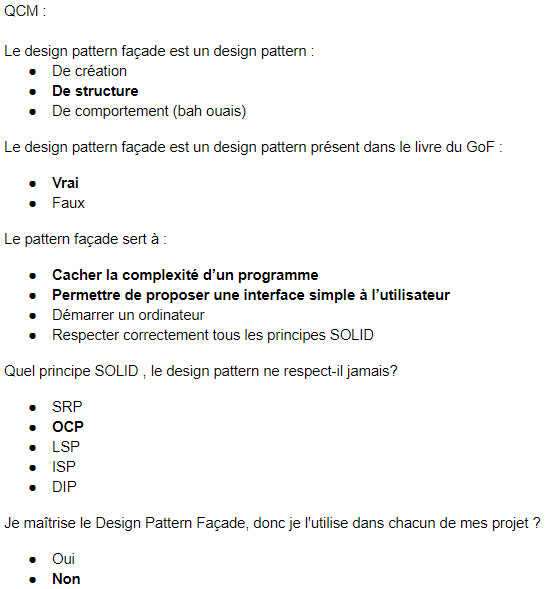 QCM :
Le design pattern façade est un design pattern :
● De création
● De structure
● De comportement (bah ouais)
Le design pattern façade est un design pattern présent dans le livre du GoF :
● Vrai
● Faux
Le pattern façade sert à :
● Cacher la complexité d’un programme
● Permettre de proposer une interface simple à l’utilisateur
● Démarrer un ordinateur
● Respecter correctement tous les principes SOLID
Quel principe SOLID , le design pattern ne respect-il jamais?
● SRP
● OCP
● LSP
● ISP
● DIP
Je maîtrise le Design Pattern Façade, donc je l'utilise dans chacun de mes projet ?
● Oui
● Non